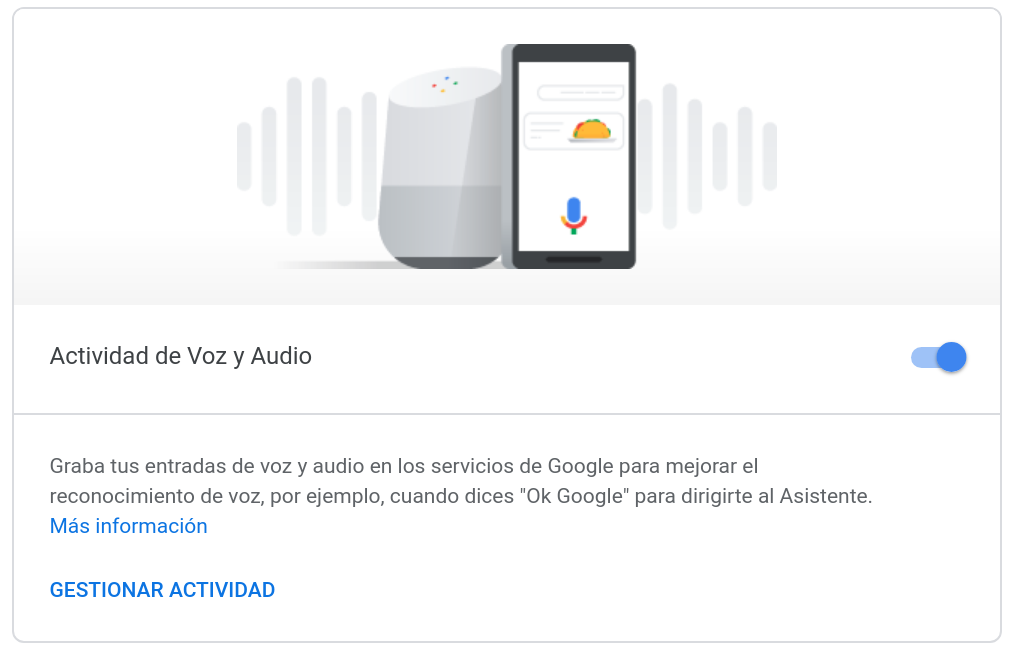 Actividad de Voz y Audio
Graba tus entradas de voz y audio en los servicios de Google para mejorar el
reconocimiento de voz, por ejemplo, cuando dices "Ok Google" para dirigirte al Asistente.
Más información
GESTIONAR ACTIVIDAD